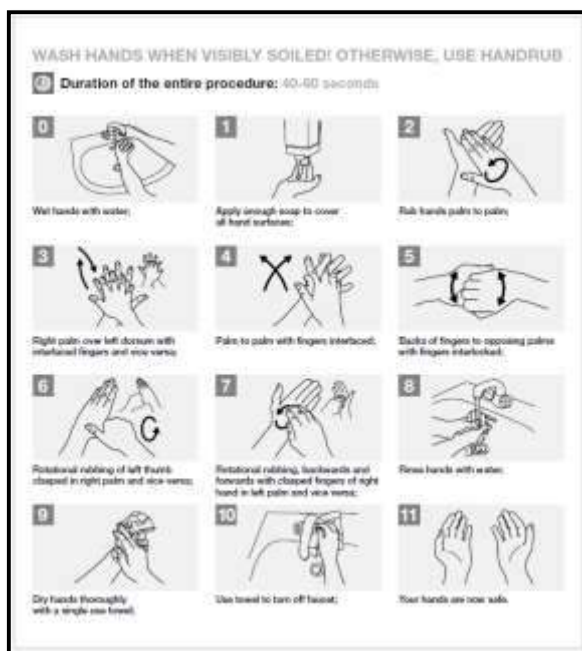 WASH HANDS WHEN VISIBLY SOILED! OTHERWISE, USE HANDRUB
Duration of the entire procedure: 40-60 seconds
0
1
2
Wet hands with water;
Apply enough soap to cover
all hand surfaces;
Rub hands palm to palm;
3
4
5
Right palm over left dorsum with
interlaced fingers and vice versa;
Palm to palm with fingers interlaced;
Backs of fingers to opposing palms
with fingers interlocked;
6
7
8
Rotational rubbing of left thumb
clasped in right palm and vice versa;
Rotational rubbing, backwards and
forwards with clasped fingers of right
hand in left palm and vice versa;
Rinse hands with water;
9
10
11
Dry hands thoroughly
with a single use towel;
Use towel to turn off faucet;
Your hands are now safe.